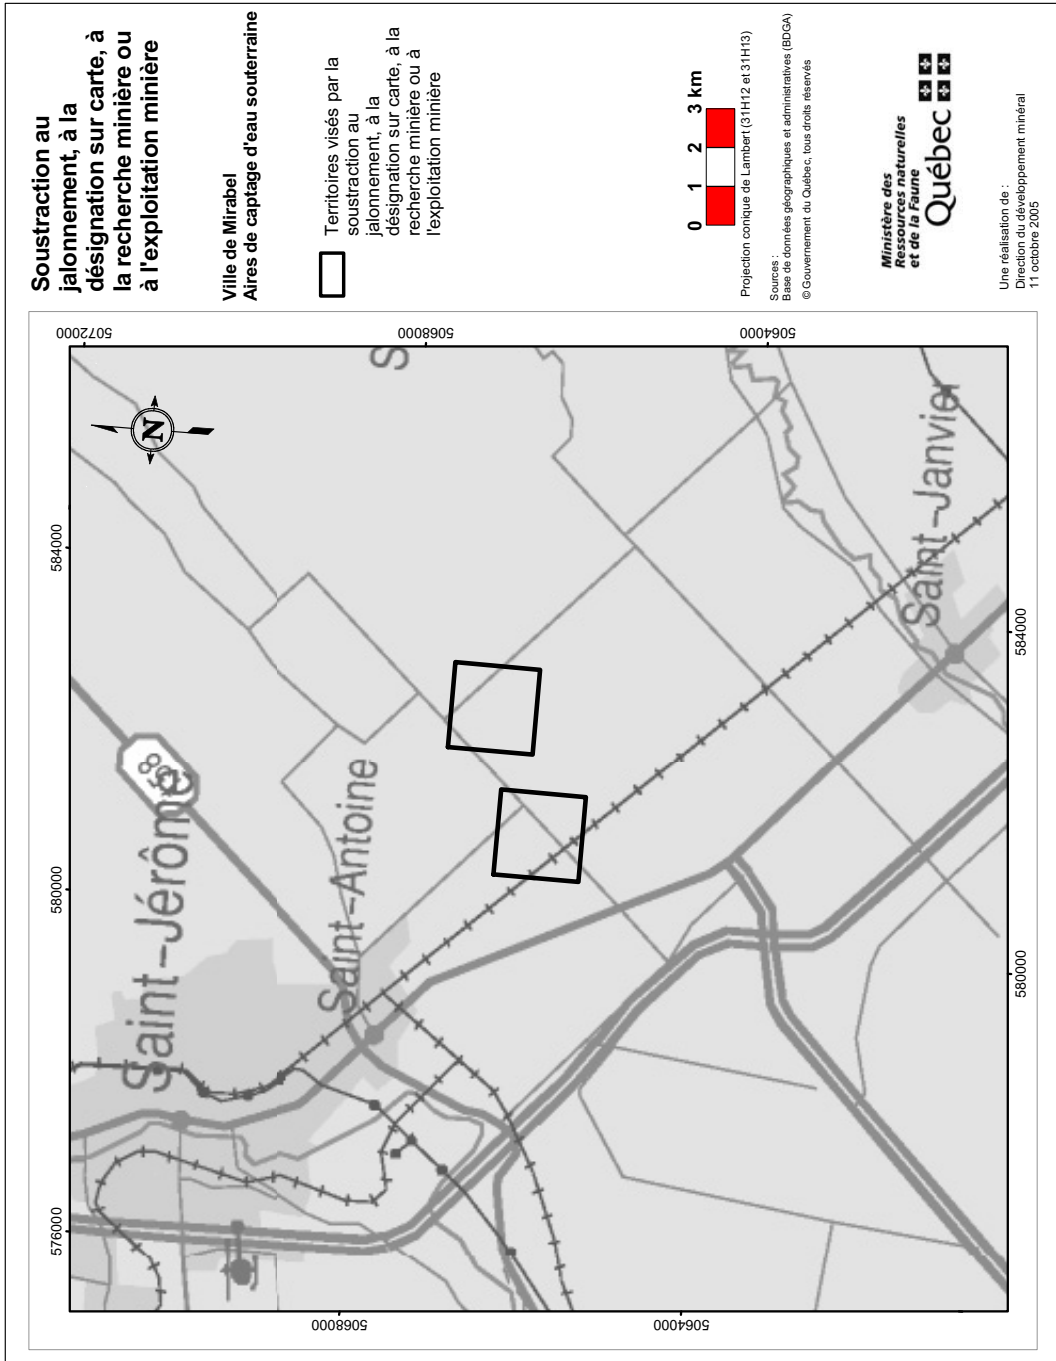 Soustraction au
jalonnement, à la
désignation sur carte, à
la recherche minière ou
à l'exploitation minière
Ville de Mirabel
Aires de captage d'eau souterraine
Territoires visés par la
soustraction au
jalonnement, à la
désignation sur carte, à la
recherche minière ou à
l'exploitation minière
0 1 2 3 km
Projection conique de Lambert (31H12 et 31H13)
Sources :
Base de données géographiques et administratives (BDGA)
© Gouvernement du Québec, tous droits réservés
Ministère des
Ressources naturelles
et de la Faune
Québec
Une réalisation de :
Direction du développement minéral
11 octobre 2005
576000
580000
584000
5072000
5068000
5064000
N
158
Saint-Jérôme
Saint-Antoine
S
Saint-Janvier
5068000
5064000
580000
584000